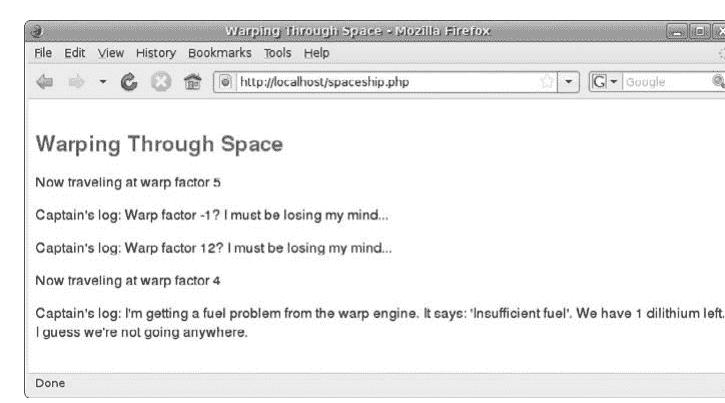 Warping Through Space - Mozilla Firefox
File Edit View History Bookmarks Tools Help
http://localhost/spaceship.php
G Google
Warping Through Space
Now traveling at warp factor 5
Captain's log: Warp factor -1? I must be losing my mind...
Captain's log: Warp factor 12? I must be losing my mind...
Now traveling at warp factor 4
Captain's log: I'm getting a fuel problem from the warp engine. It says: 'Insufficient fuel'. We have 1 dilithium left.
I guess we're not going anywhere.
Done